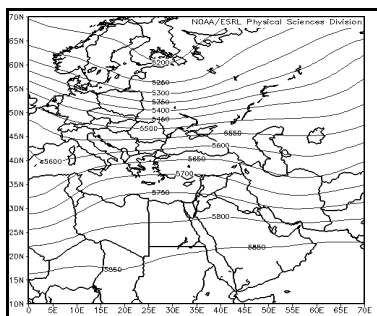 NOAA/ESRL Physical Sciences Division
70N
65N
60N
55N
50N
45N
40N
35N
30N
25N
20N
15N
10N
5200
5250
5300
5350
5400
5450
5500
5550
5600
5600
5650
5700
5750
5800
5850
5850
0
5E
10E
15E
20E
25E
30E
35E
40E
45E
50E
55E
60E
65E
70E